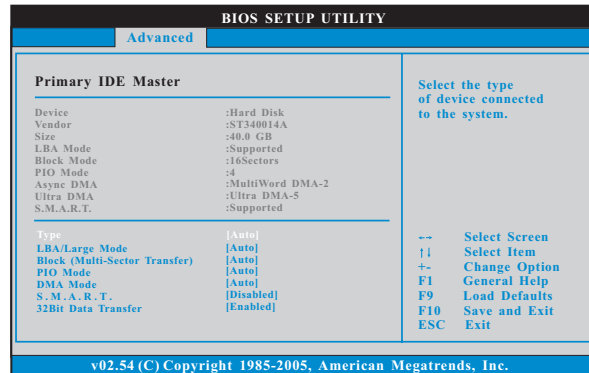 BIOS SETUP UTILITY
Advanced
Primary IDE Master
Device :Hard Disk
Vendor :ST340014A
Size :40.0 GB
LBA Mode :Supported
Block Mode :16Sectors
PIO Mode :4
Async DMA :MultiWord DMA-2
Ultra DMA :Ultra DMA-5
S.M.A.R.T. :Supported
Type [Auto]
LBA/Large Mode [Auto]
Block (Multi-Sector Transfer) [Auto]
PIO Mode [Auto]
DMA Mode [Auto]
S.M.A.R.T. [Disabled]
32Bit Data Transfer [Enabled]
Select the type
of device connected
to the system.
←→ Select Screen
↑↓ Select Item
+- Change Option
F1 General Help
F9 Load Defaults
F10 Save and Exit
ESC Exit
v02.54 (C) Copyright 1985-2005, American Megatrends, Inc.